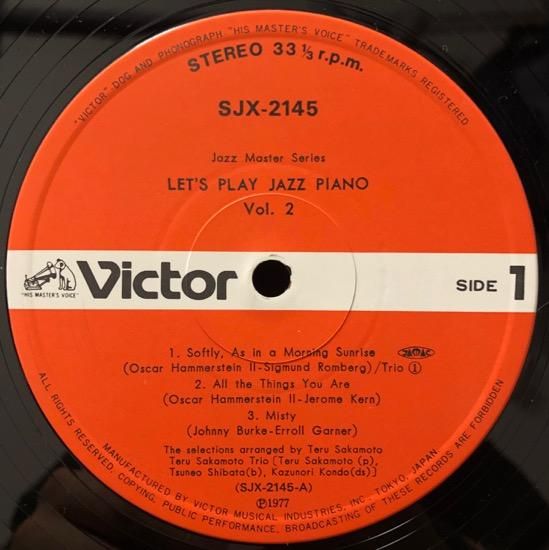 "VICTOR"-DOG AND PHONOGRAPH "HIS MASTER'S VOICE" TRADEMARKS REGISTERED
STEREO 33 1/3 r.p.m.
SJX-2145
Jazz Master Series
LET'S PLAY JAZZ PIANO
Vol. 2
"HIS MASTER'S VOICE"
Victor
SIDE 1
1. Softly, As in a Morning Sunrise JASRAC
(Oscar Hammerstein II-Sigmund Romberg)/Trio ①
2. All the Things You Are
(Oscar Hammerstein II-Jerome Kern)
3. Misty
(Johnny Burke-Erroll Garner)
The selections arranged by Teru Sakamoto
Teru Sakamoto Trio [Teru Sakamoto (p),
Tsuneo Shibata(b), Kazunori Kondo(ds)]
(SJX-2145-A)
Ⓟ1977
MANUFACTURED BY VICTOR MUSICAL INDUSTRIES, INC., TOKYO, JAPAN
ALL RIGHTS RESERVED, COPYING, PUBLIC PERFORMANCE, BROADCASTING OF THESE RECORDS ARE FORBIDDEN